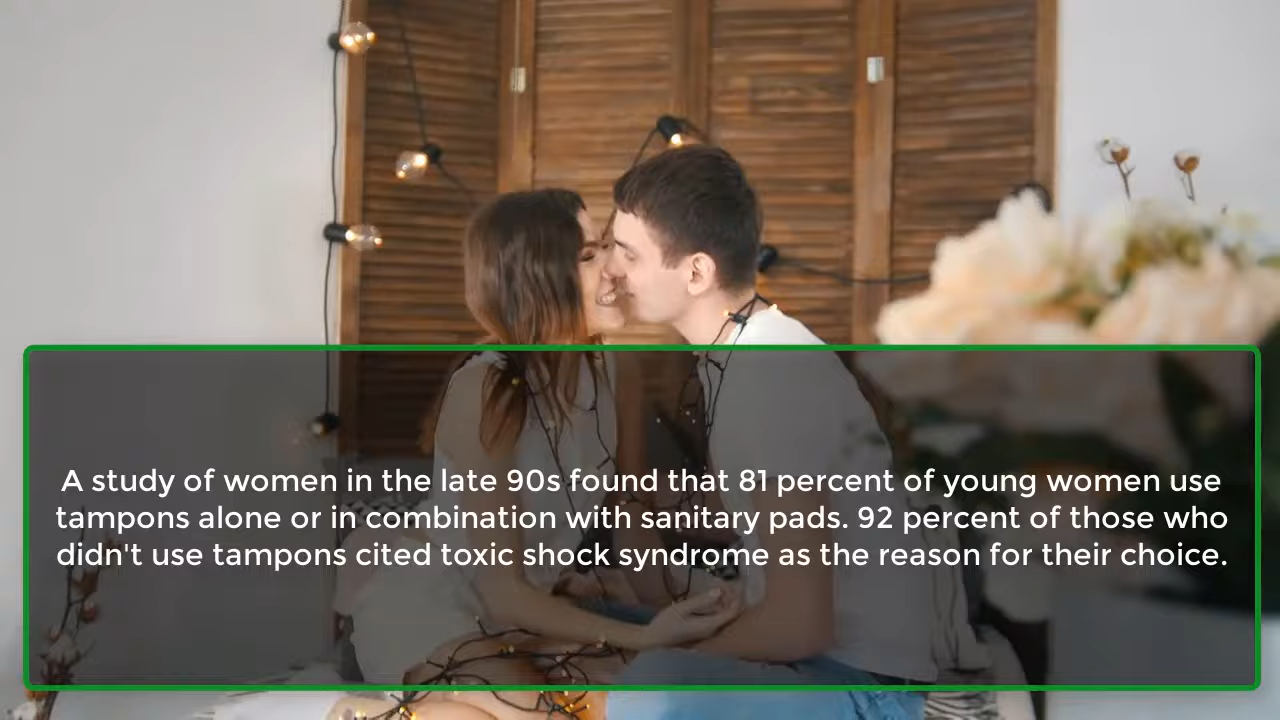 A study of women in the late 90s found that 81 percent of young women use
tampons alone or in combination with sanitary pads. 92 percent of those who
didn't use tampons cited toxic shock syndrome as the reason for their choice.